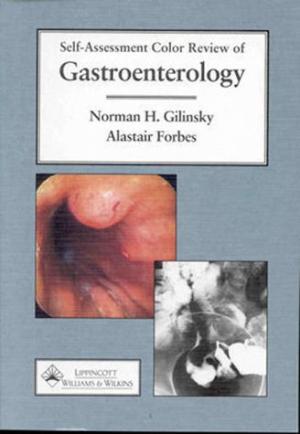 Self-Assessment Color Review of
Gastroenterology
Norman H. Gilinsky
Alastair Forbes
LIPPINCOTT
WILLIAMS & WILKINS